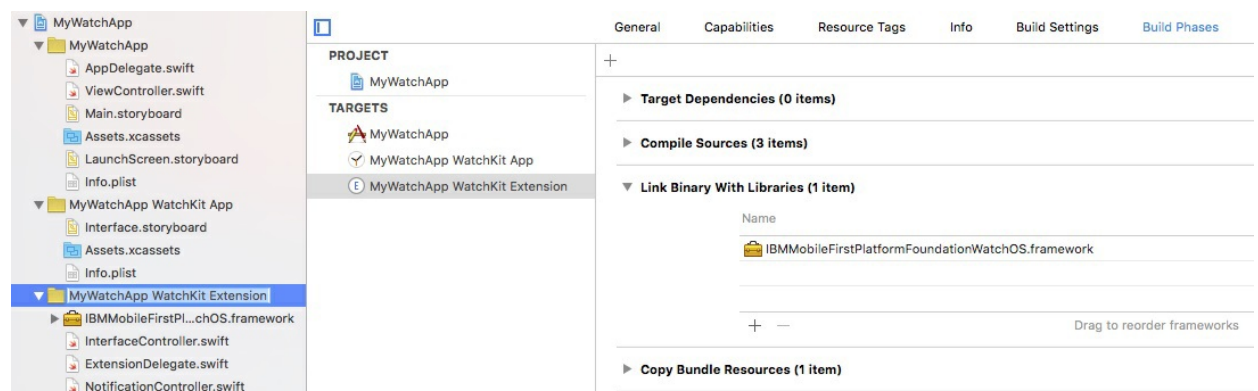 MyWatchApp
MyWatchApp
AppDelegate.swift
ViewController.swift
Main.storyboard
Assets.xcassets
LaunchScreen.storyboard
Info.plist
MyWatchApp WatchKit App
Interface.storyboard
Assets.xcassets
Info.plist
MyWatchApp WatchKit Extension
IBMMobileFirstPl...chOS.framework
InterfaceController.swift
ExtensionDelegate.swift
NotificationController.swift
PROJECT
MyWatchApp
TARGETS
MyWatchApp
MyWatchApp WatchKit App
E MyWatchApp WatchKit Extension
General Capabilities Resource Tags Info Build Settings Build Phases
+
Target Dependencies (0 items)
Compile Sources (3 items)
Link Binary With Libraries (1 item)
Name
IBMMobileFirstPlatformFoundationWatchOS.framework
+ − Drag to reorder frameworks
Copy Bundle Resources (1 item)